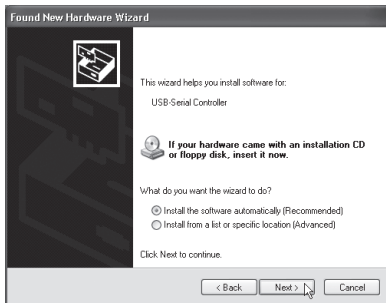 Found New Hardware Wizard
This wizard helps you install software for:
USB-Serial Controller
If your hardware came with an installation CD
or floppy disk, insert it now.
What do you want the wizard to do?
Install the software automatically (Recommended)
Install from a list or specific location (Advanced)
Click Next to continue.
< Back Next > Cancel